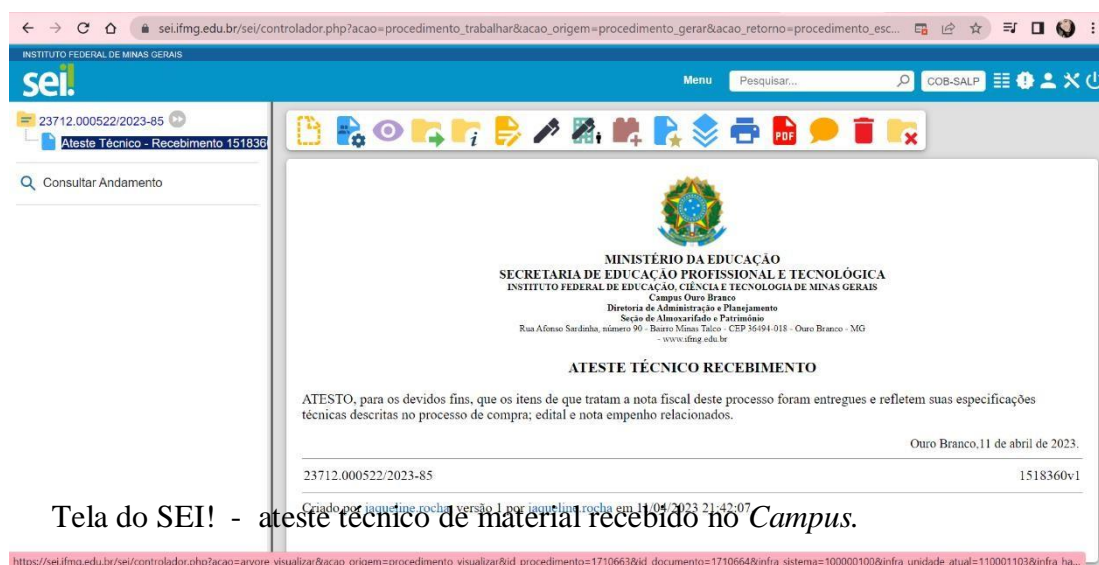 sei.ifmg.edu.br/sei/controlador.php?acao=procedimento_trabalhar&acao_origem=procedimento_gerar&acao_retorno=procedimento_esc...
INSTITUTO FEDERAL DE MINAS GERAIS
sei!
Menu
Pesquisar...
COB-SALP
23712.000522/2023-85
Ateste Técnico - Recebimento 151836
Consultar Andamento
PDF
MINISTÉRIO DA EDUCAÇÃO
SECRETARIA DE EDUCAÇÃO PROFISSIONAL E TECNOLÓGICA
INSTITUTO FEDERAL DE EDUCAÇÃO, CIÊNCIA E TECNOLOGIA DE MINAS GERAIS
Campus Ouro Branco
Diretoria de Administração e Planejamento
Seção de Almoxarifado e Patrimônio
Rua Afonso Sardinha, número 90 - Bairro Minas Talco - CEP 36494-018 - Ouro Branco - MG
- www.ifmg.edu.br
ATESTE TÉCNICO RECEBIMENTO
ATESTO, para os devidos fins, que os itens de que tratam a nota fiscal deste processo foram entregues e refletem suas especificações
técnicas descritas no processo de compra; edital e nota empenho relacionados.
Ouro Branco,11 de abril de 2023.
23712.000522/2023-85
1518360v1
Criado por jaqueline.rocha, versão 1 por jaqueline.rocha em 11/04/2023 21:42:07
Tela do SEI! - ateste técnico de material recebido no Campus.
https://sei.ifmg.edu.br/sei/controlador.php?acao=arvore_visualizar&acao_origem=procedimento_visualizar&id_procedimento=1710663&id_documento=1710664&infra_sistema=100000100&infra_unidade_atual=110001103&infra_ha...